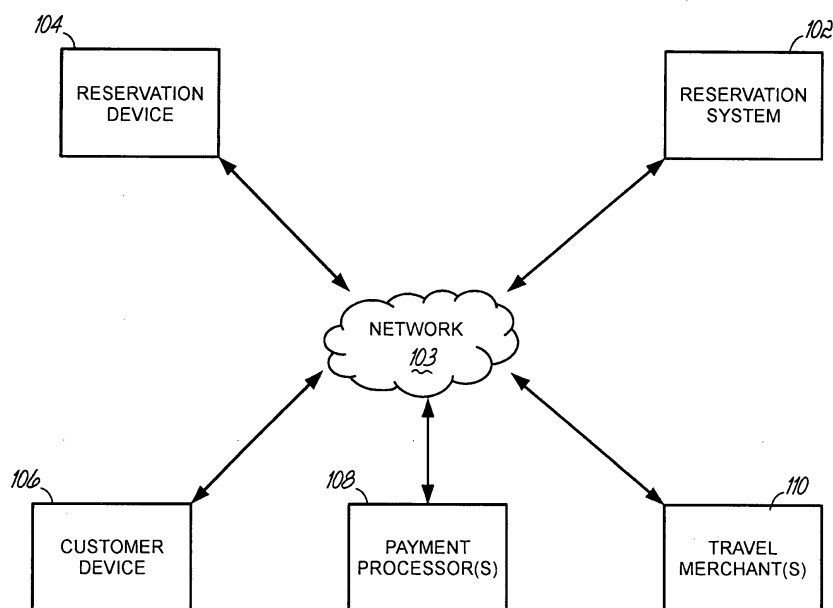 104
102
RESERVATION
DEVICE
RESERVATION
SYSTEM
NETWORK
103
106
108
110
CUSTOMER
DEVICE
PAYMENT
PROCESSOR(S)
TRAVEL
MERCHANT(S)